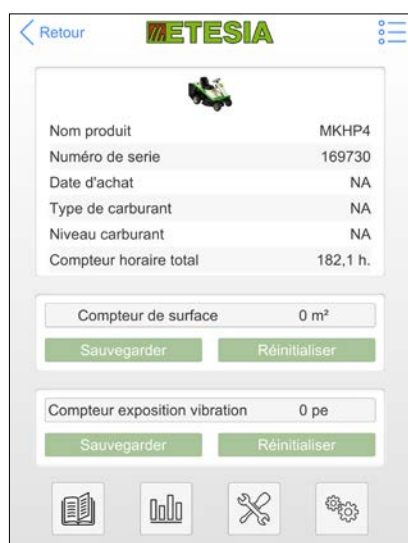 Retour ETESIA
Nom produit MKHP4
Numéro de serie 169730
Date d'achat NA
Type de carburant NA
Niveau carburant NA
Compteur horaire total 182,1 h.
Compteur de surface 0 m²
Sauvegarder Réinitialiser
Compteur exposition vibration 0 pe
Sauvegarder Réinitialiser